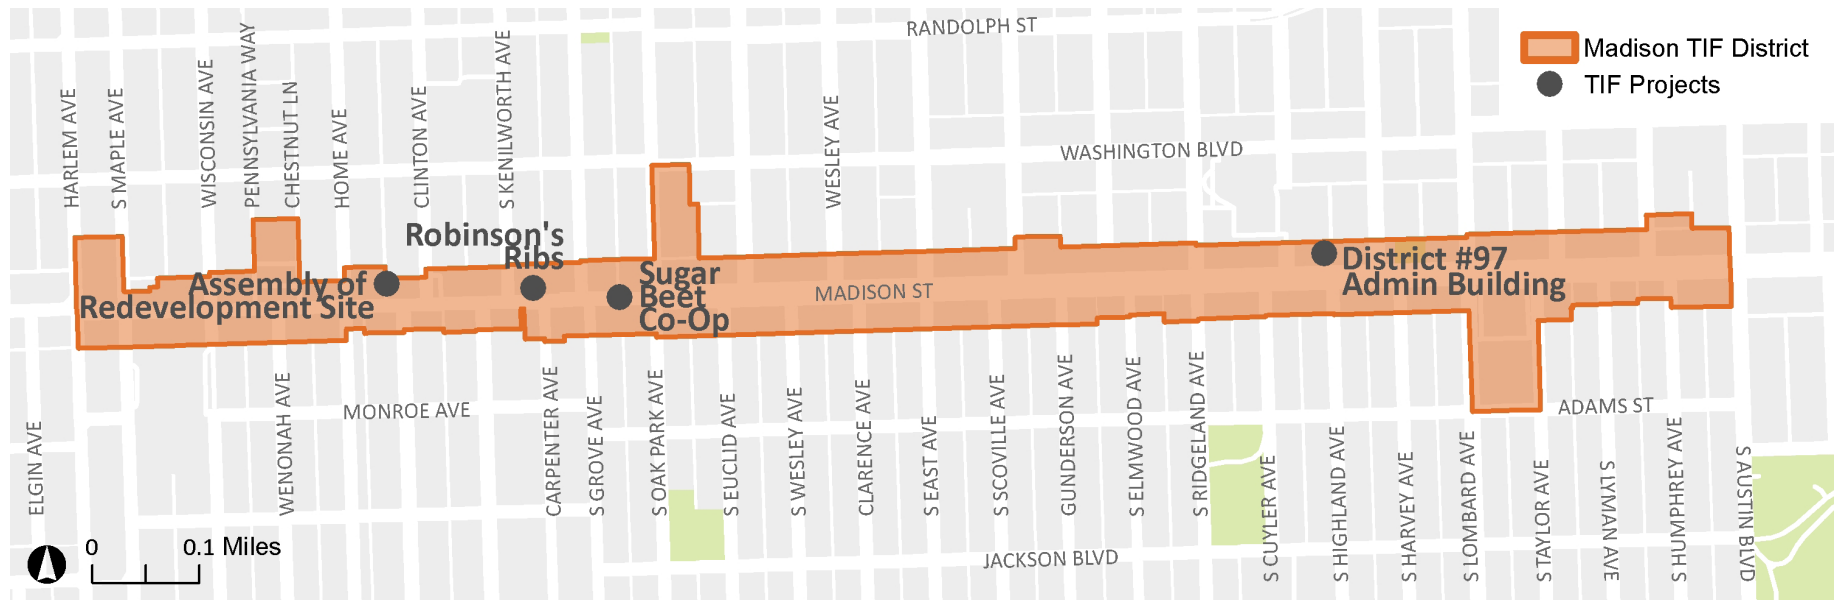 RANDOLPH ST
Madison TIF District
TIF Projects
HARLEM AVE
S MAPLE AVE
WISCONSIN AVE
PENNSYLVANIA WAY
CHESTNUT LN
HOME AVE
CLINTON AVE
S KENILWORTH AVE
WESLEY AVE
WASHINGTON BLVD
Robinson's
Ribs
Assembly of
Redevelopment Site
Sugar
Beet
Co-Op
MADISON ST
District #97
Admin Building
MONROE AVE
ADAMS ST
ELGIN AVE
WENONAH AVE
CARPENTER AVE
S GROVE AVE
S OAK PARK AVE
S EUCLID AVE
S WESLEY AVE
CLARENCE AVE
S EAST AVE
S SCOVILLE AVE
GUNDERSON AVE
S ELMWOOD AVE
S RIDGELAND AVE
S CUYLER AVE
S HIGHLAND AVE
S HARVEY AVE
S LOMBARD AVE
S TAYLOR AVE
S LYMAN AVE
S HUMPHREY AVE
S AUSTIN BLVD
JACKSON BLVD
0 0.1 Miles